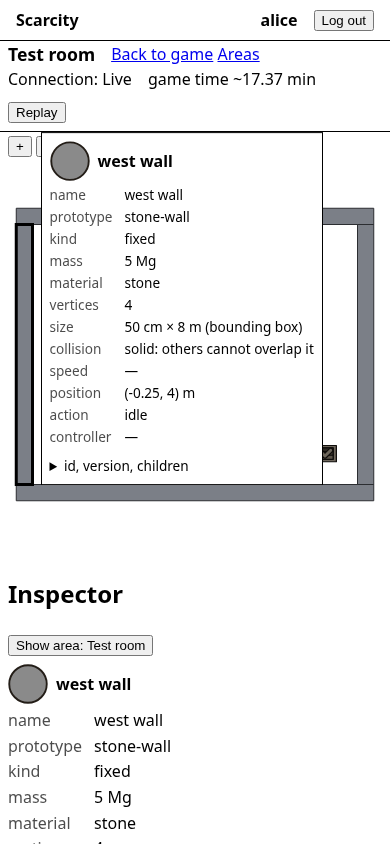 Scarcity alice Log out
Test room Back to game Areas
Connection: Live game time ~17.37 min
Replay
+
west wall
name west wall
prototype stone-wall
kind fixed
mass 5 Mg
material stone
vertices 4
size 50 cm × 8 m (bounding box)
collision solid: others cannot overlap it
speed —
position (-0.25, 4) m
action idle
controller —
▶ id, version, children
Inspector
Show area: Test room
west wall
name west wall
prototype stone-wall
kind fixed
mass 5 Mg
material stone